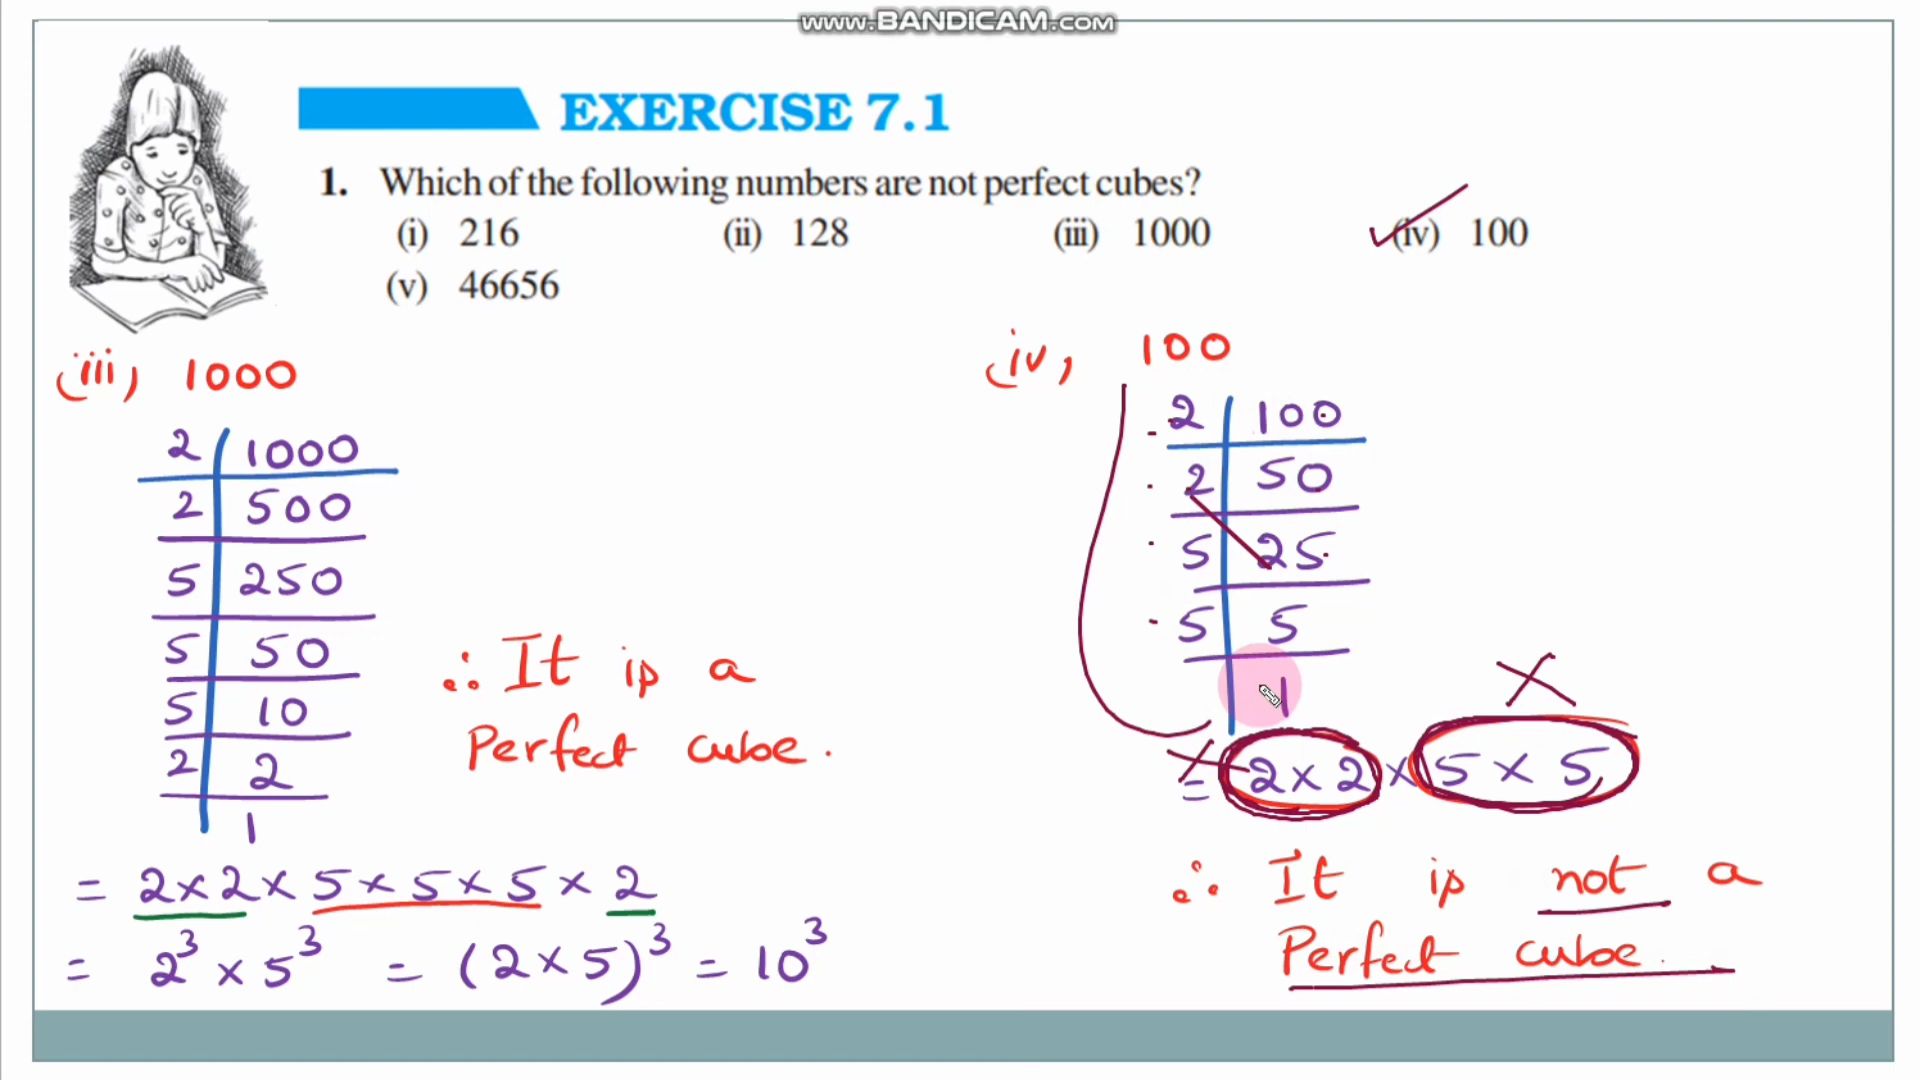 www.BANDICAM.com
EXERCISE 7.1
1. Which of the following numbers are not perfect cubes?
(i) 216 (ii) 128 (iii) 1000 (iv) 100
(v) 46656
(iii) 1000
2 1000
2 500
5 250
5 50
5 10
2 2
1
= 2 × 2 × 5 × 5 × 5 × 2
= 2³ × 5³ = (2 × 5)³ = 10³
∴ It is a
Perfect cube.
(iv) 100
2 100
2 50
5 25
5 5
1
= 2 × 2 × 5 × 5
∴ It is not a
Perfect cube.